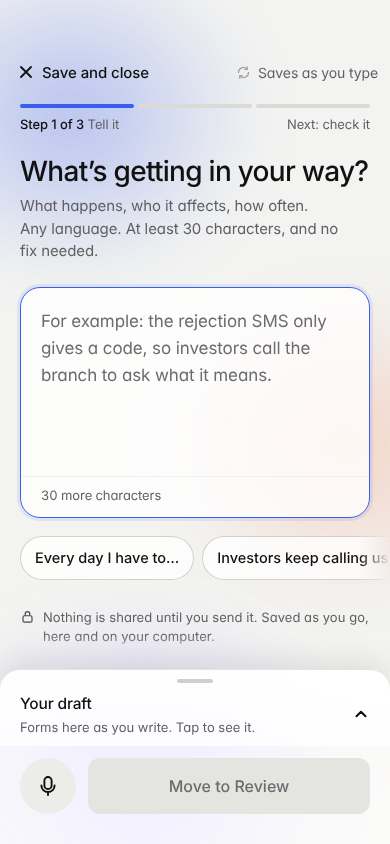 Save and close
Saves as you type
Step 1 of 3 Tell it
Next: check it
What’s getting in your way?
What happens, who it affects, how often.
Any language. At least 30 characters, and no
fix needed.
For example: the rejection SMS only
gives a code, so investors call the
branch to ask what it means.
30 more characters
Every day I have to...
Investors keep calling us
Nothing is shared until you send it. Saved as you go,
here and on your computer.
Your draft
Forms here as you write. Tap to see it.
Move to Review